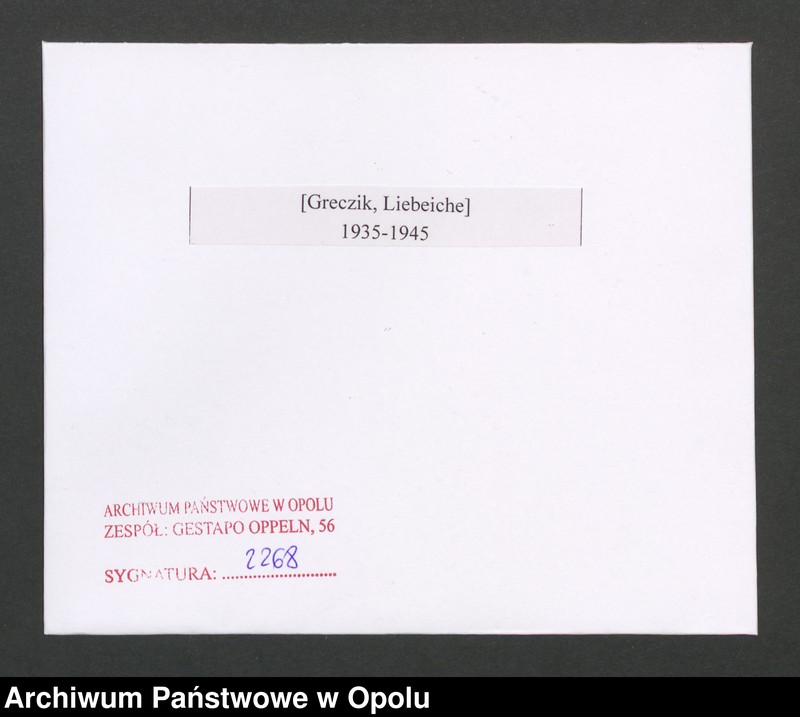 [Greczik, Liebeiche]
1935-1945
ARCHIWUM PAŃSTWOWE W OPOLU
ZESPÓŁ: GESTAPO OPPELN, 56
SYGNATURA: 2268
Archiwum Państwowe w Opolu